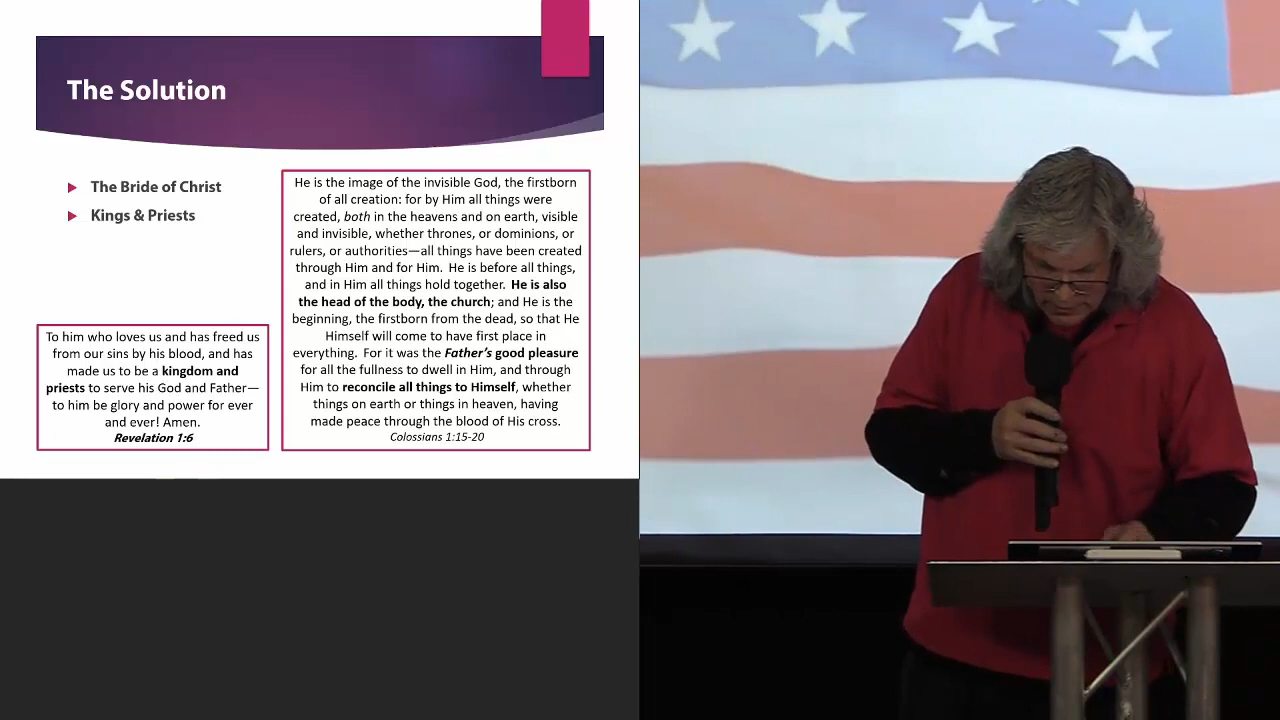 The Solution
The Bride of Christ
Kings & Priests
To him who loves us and has freed us
from our sins by his blood, and has
made us to be a kingdom and
priests to serve his God and Father—
to him be glory and power for ever
and ever! Amen.
Revelation 1:6
He is the image of the invisible God, the firstborn
of all creation: for by Him all things were
created, both in the heavens and on earth, visible
and invisible, whether thrones, or dominions, or
rulers, or authorities—all things have been created
through Him and for Him.  He is before all things,
and in Him all things hold together.  He is also
the head of the body, the church; and He is the
beginning, the firstborn from the dead, so that He
Himself will come to have first place in
everything.  For it was the Father’s good pleasure
for all the fullness to dwell in Him, and through
Him to reconcile all things to Himself, whether
things on earth or things in heaven, having
made peace through the blood of His cross.
Colossians 1:15-20